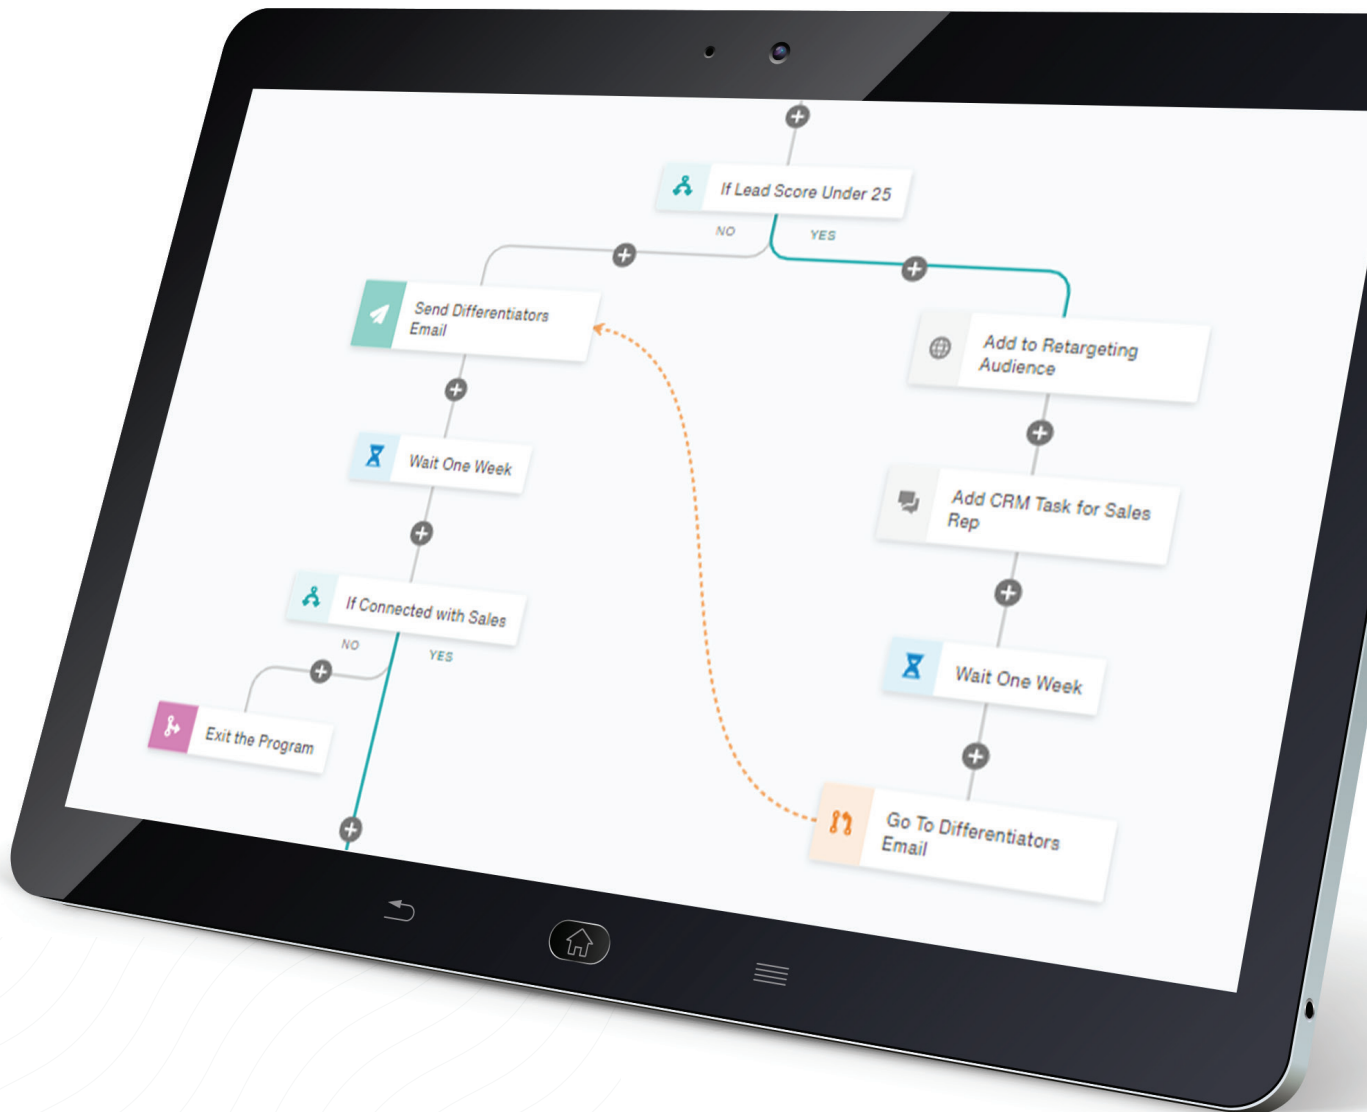 If Lead Score Under 25
NO
YES
Send Differentiators
Email
Add to Retargeting
Audience
Wait One Week
Add CRM Task for Sales
Rep
If Connected with Sales
NO
YES
Wait One Week
Exit the Program
Go To Differentiators
Email